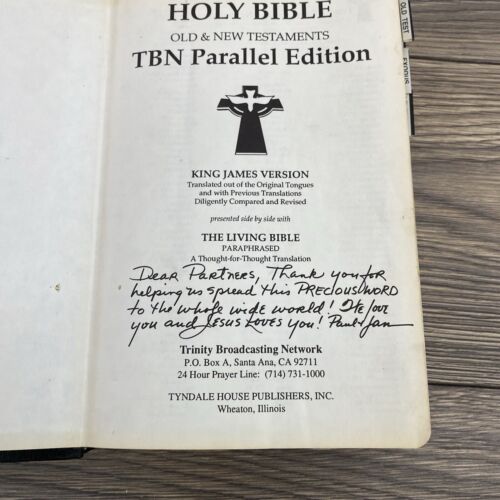 HOLY BIBLE
OLD & NEW TESTAMENTS
TBN Parallel Edition
KING JAMES VERSION
Translated out of the Original Tongues
and with Previous Translations
Diligently Compared and Revised
presented side by side with
THE LIVING BIBLE
PARAPHRASED
A Thought-for-Thought Translation
Dear Partners, Thank you for
helping us spread this PRECIOUS WORD
to the whole wide world! We love
you and JESUS LOVES you! Paul & Jan
Trinity Broadcasting Network
P.O. Box A, Santa Ana, CA 92711
24 Hour Prayer Line: (714) 731-1000
TYNDALE HOUSE PUBLISHERS, INC.
Wheaton, Illinois
OLD TEST
EXODUS